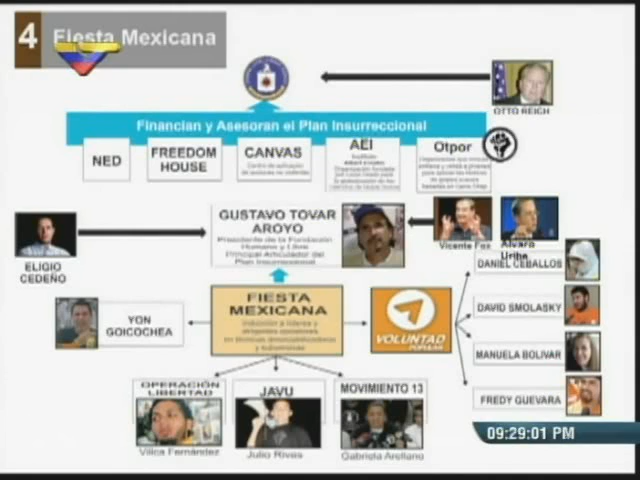 4
Fiesta Mexicana
OTTO REICH
Financian y Asesoran el Plan Insurreccional
NED
FREEDOM
HOUSE
CANVAS
AEI
Otpor
GUSTAVO TOVAR
AROYO
Presidente de la Fundación
Humano y Libre
Principal Articulador del
Plan Insurreccional
ELIGIO
CEDEÑO
Vicente Fox
Alvaro
Uribe
DANIEL CEBALLOS
DAVID SMOLASKY
MANUELA BOLIVAR
FREDY GUEVARA
YON
GOICOCHEA
FIESTA
MEXICANA
VOLUNTAD
POPULAR
OPERACIÓN
LIBERTAD
Vilca Fernández
JAVU
Julio Rivas
MOVIMIENTO 13
Gabriela Arellano
09:29:01 PM